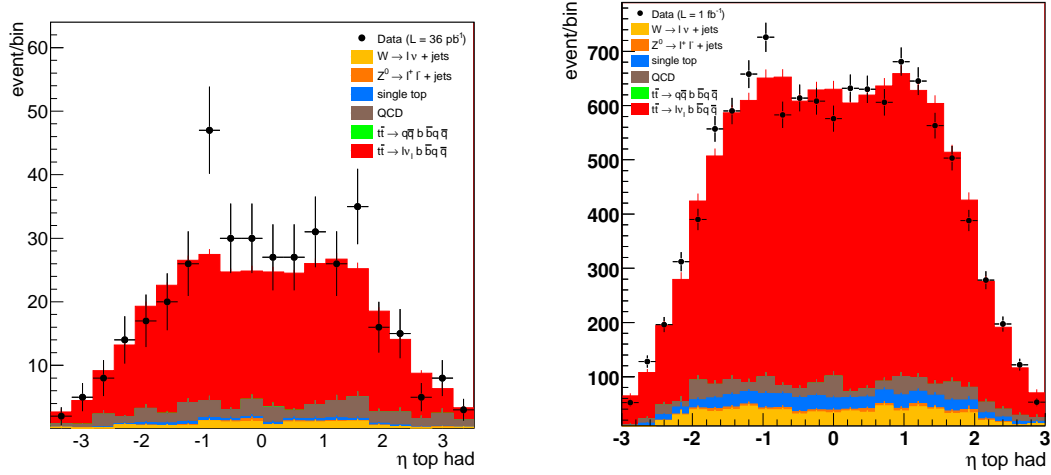 event/bin
60
50
40
30
20
10
Data (L = 36 pb⁻¹)
W → l ν + jets
Z⁰ → l⁺ l⁻ + jets
single top
QCD
tt̄ → qq̄ b b̄q q̄
tt̄ → lνₗ b b̄q q̄
-3 -2 -1 0 1 2 3
η top had
event/bin
700
600
500
400
300
200
100
Data (L = 1 fb⁻¹)
W → l ν + jets
Z⁰ → l⁺ l⁻ + jets
single top
QCD
tt̄ → qq̄ b b̄q q̄
tt̄ → lνₗ b b̄q q̄
-3 -2 -1 0 1 2 3
η top had